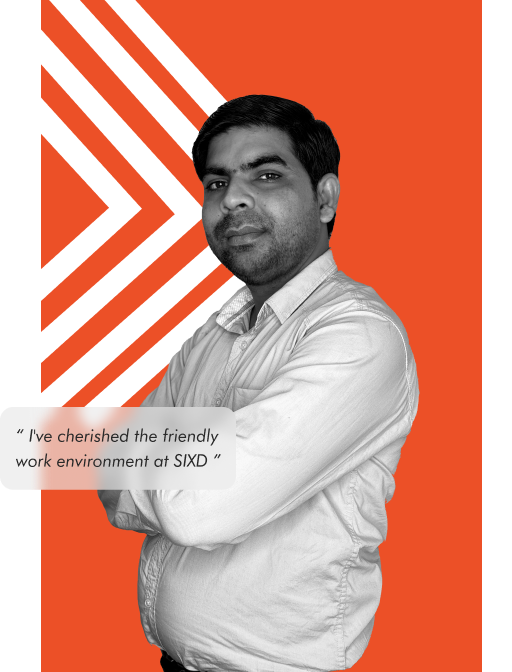 “ I've cherished the friendly
work environment at SIXD ”